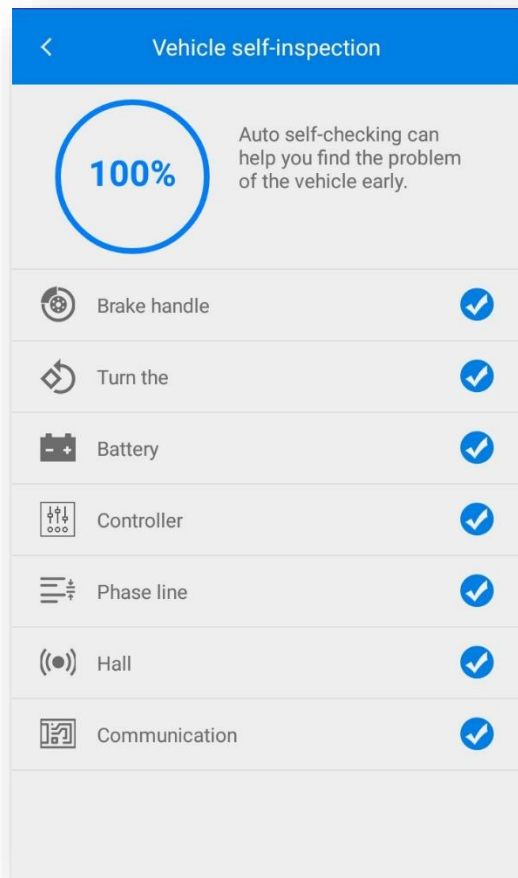 Vehicle self-inspection
100%
Auto self-checking can
help you find the problem
of the vehicle early.
Brake handle
Turn the
Battery
Controller
Phase line
Hall
Communication